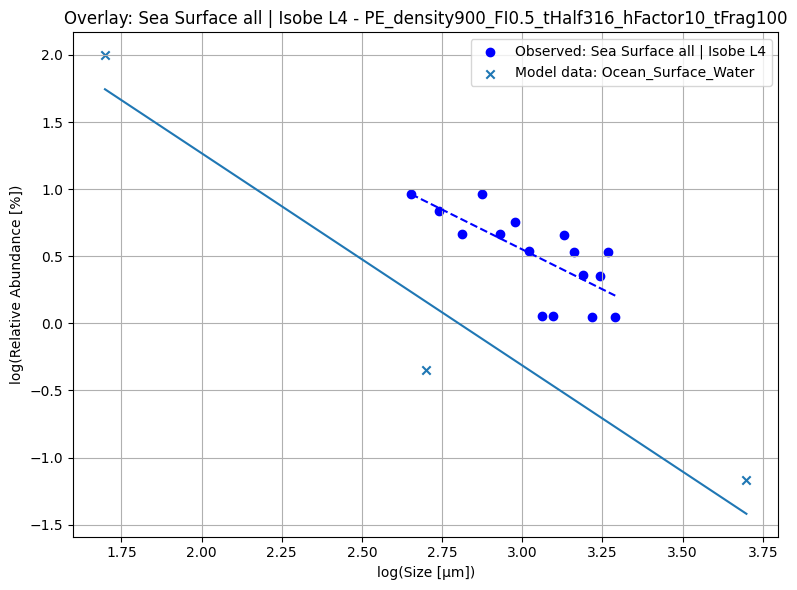 Overlay: Sea Surface all | Isobe L4 - PE_density900_FI0.5_tHalf316_hFactor10_tFrag100
Observed: Sea Surface all | Isobe L4
Model data: Ocean_Surface_Water
log(Relative Abundance [%])
2.0
1.5
1.0
0.5
0.0
−0.5
−1.0
−1.5
1.75 2.00 2.25 2.50 2.75 3.00 3.25 3.50 3.75
log(Size [μm])